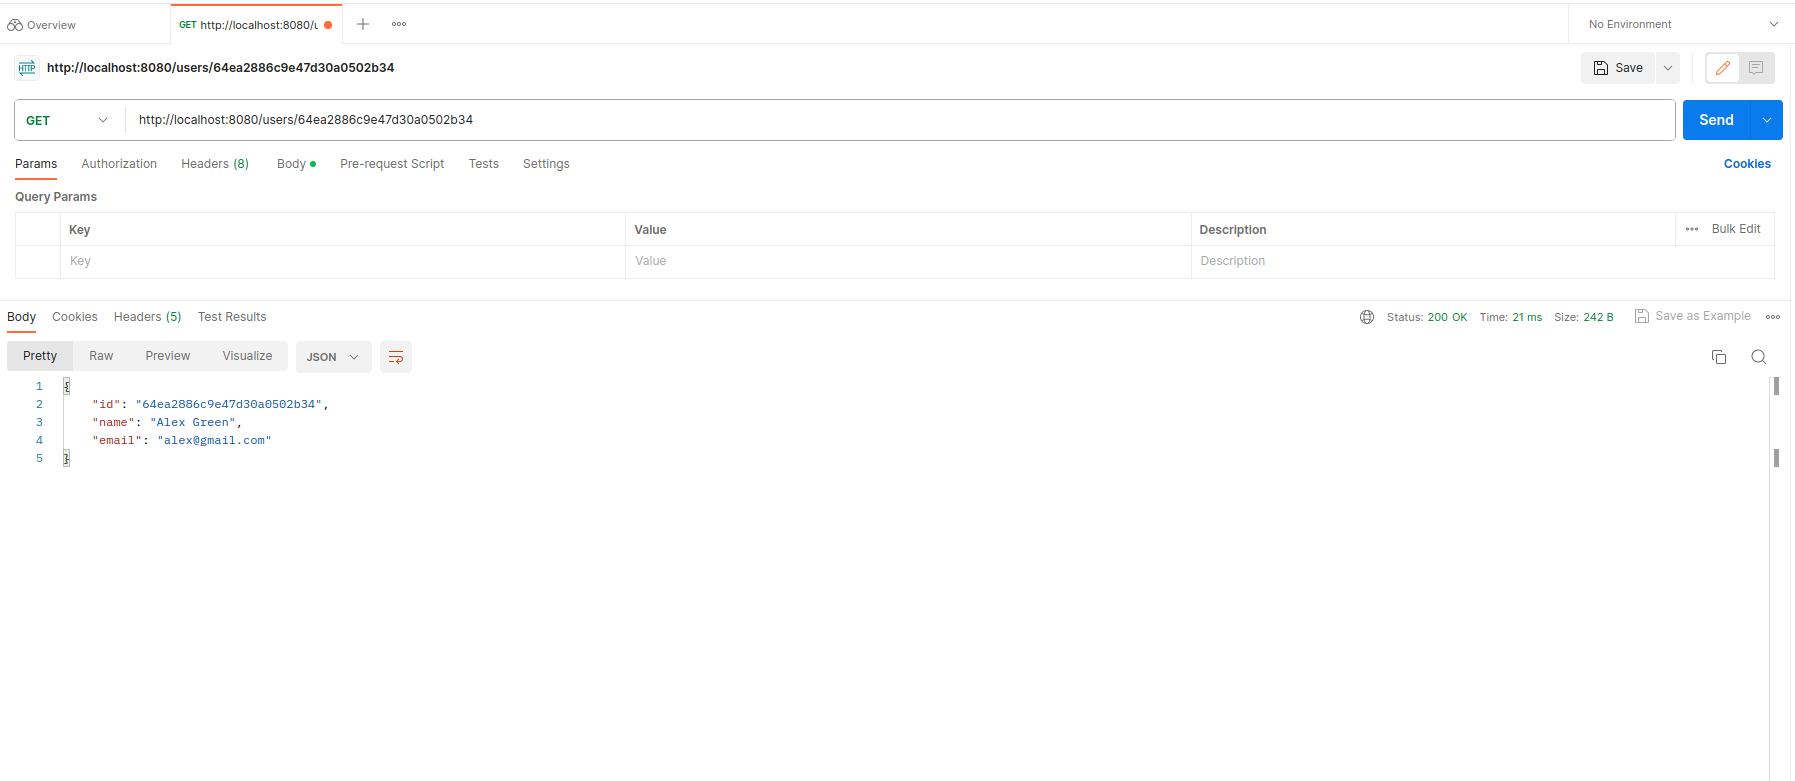 Overview GET http://localhost:8080/u No Environment
HTTP http://localhost:8080/users/64ea2886c9e47d30a0502b34 Save
GET http://localhost:8080/users/64ea2886c9e47d30a0502b34 Send
Params Authorization Headers (8) Body Pre-request Script Tests Settings Cookies
Query Params
Key Value Description Bulk Edit
Key Value Description
Body Cookies Headers (5) Test Results Status: 200 OK Time: 21 ms Size: 242 B Save as Example
Pretty Raw Preview Visualize JSON
1 {
2 "id": "64ea2886c9e47d30a0502b34",
3 "name": "Alex Green",
4 "email": "alex@gmail.com"
5 }